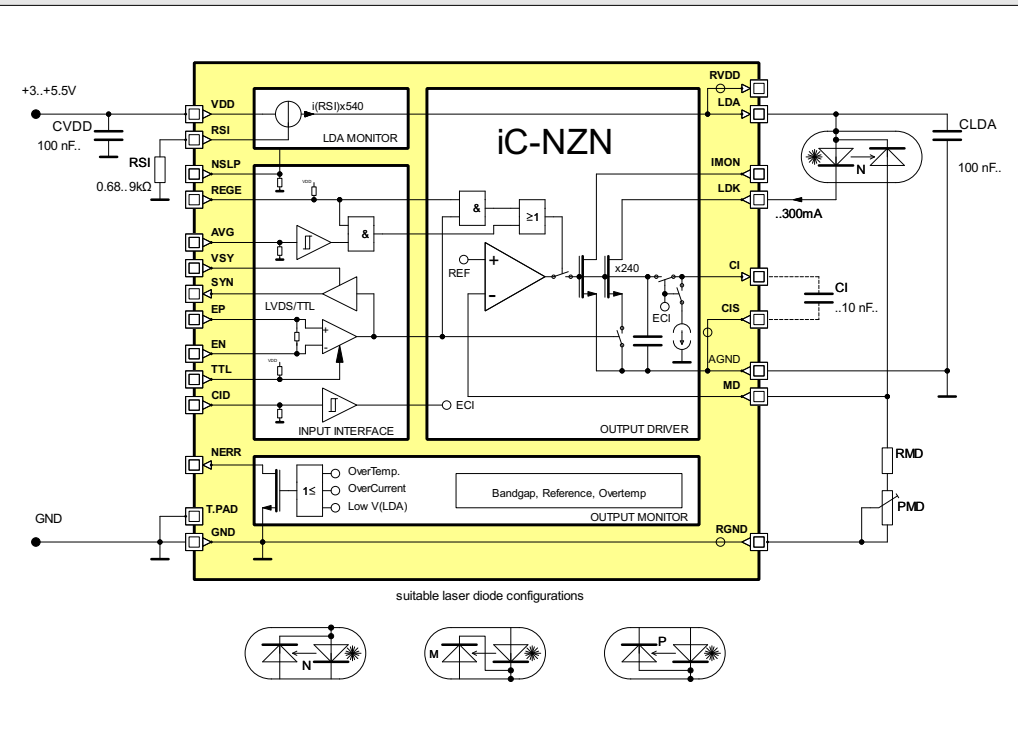 RVDD
+3..+5.5V
VDD
i(RSI)x540
LDA
CVDD
RSI
iC-NZN
CLDA
100 nF..
LDA MONITOR
RSI
NSLP
IMON
N
100 nF..
0.68..9kΩ
REGE
VDD
LDK
&
≥1
..300mA
AVG
&
VSY
REF
+
x240
CI
SYN
-
CI
LVDS/TTL
ECI
..10 nF..
EP
CIS
+
-
EN
VDD
AGND
TTL
MD
CID
ECI
INPUT INTERFACE
OUTPUT DRIVER
NERR
RMD
OverTemp.
1≤
OverCurrent
Bandgap, Reference, Overtemp
Low V(LDA)
PMD
T.PAD
GND
OUTPUT MONITOR
GND
RGND
suitable laser diode configurations
N
M
P